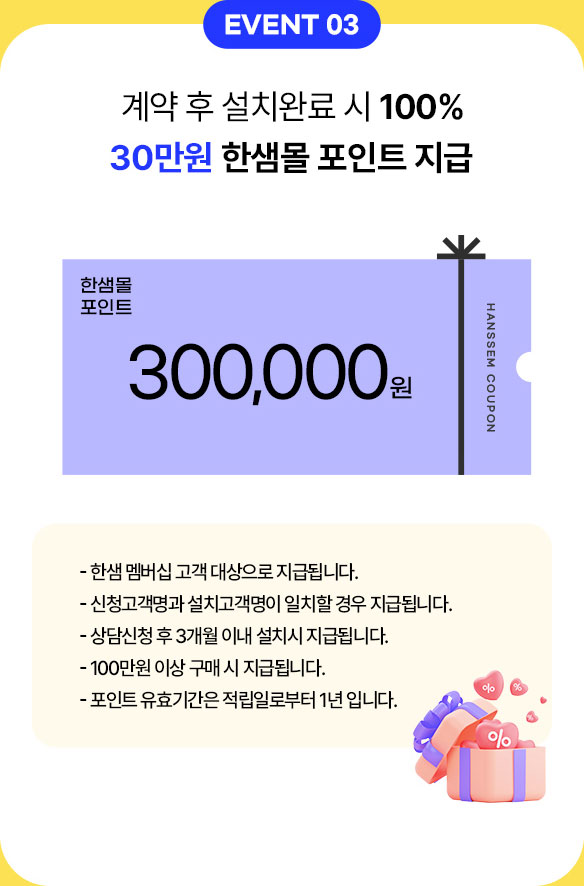 EVENT 03
계약 후 설치완료 시 100%
30만원 한샘몰 포인트 지급
한샘몰
포인트
300,000원
HANSSEM COUPON
- 한샘 멤버십 고객 대상으로 지급됩니다.
- 신청고객명과 설치고객명이 일치할 경우 지급됩니다.
- 상담신청 후 3개월 이내 설치시 지급됩니다.
- 100만원 이상 구매 시 지급됩니다.
- 포인트 유효기간은 적립일로부터 1년 입니다.
% %
%